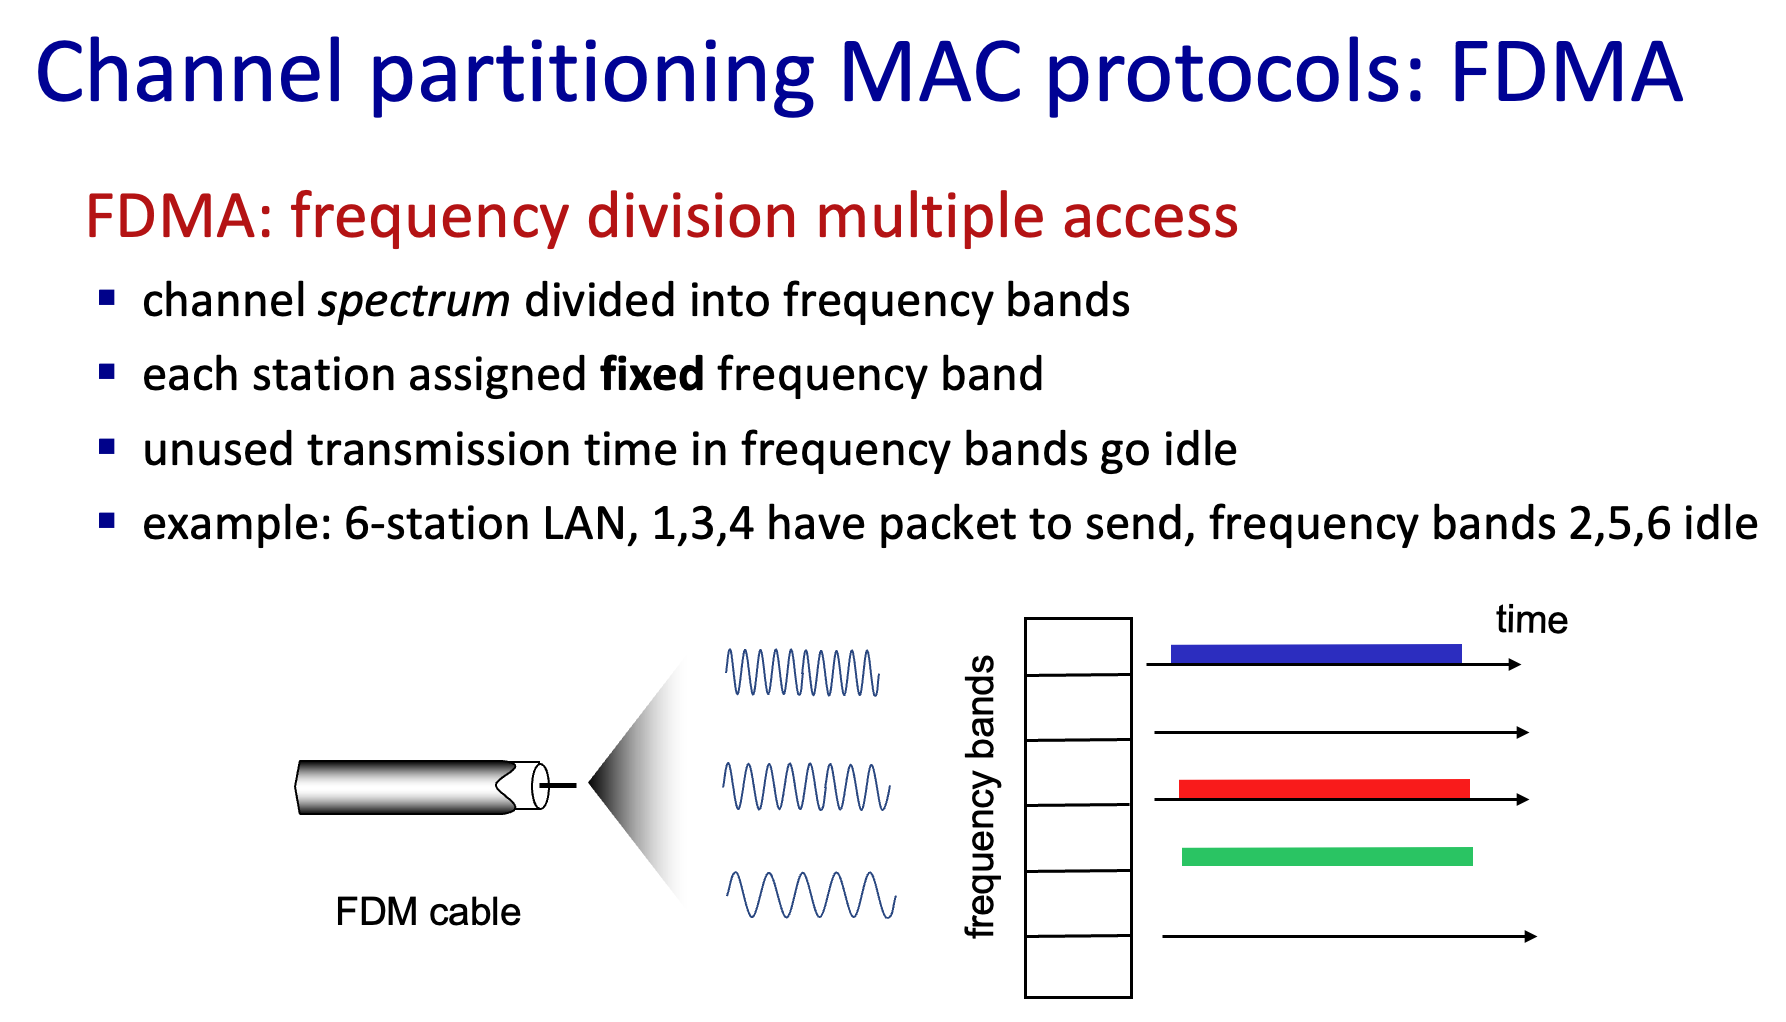 Channel partitioning MAC protocols: FDMA
FDMA: frequency division multiple access
channel spectrum divided into frequency bands
each station assigned fixed frequency band
unused transmission time in frequency bands go idle
example: 6-station LAN, 1,3,4 have packet to send, frequency bands 2,5,6 idle
FDM cable
frequency bands
time